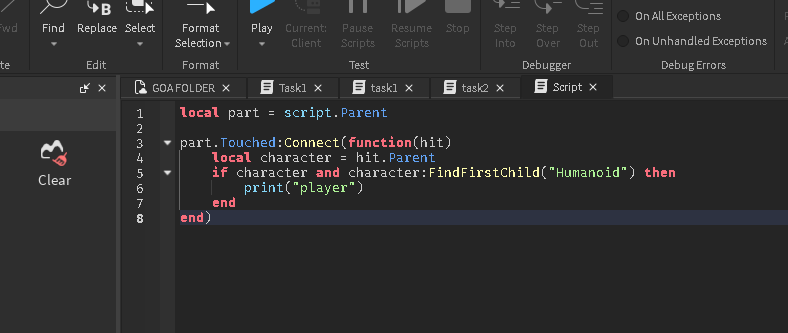 Find
Replace
Select
Format
Selection
Play
Current:
Client
Pause
Scripts
Resume
Scripts
Stop
Step
Into
Step
Over
Step
Out
On All Exceptions
On Unhandled Exceptions
Edit
Format
Test
Debugger
Debug Errors
GOA FOLDER
Task1
task1
task2
Script
Clear
1 local part = script.Parent
2
3 part.Touched:Connect(function(hit)
4 local character = hit.Parent
5 if character and character:FindFirstChild("Humanoid") then
6 print("player")
7 end
8 end)